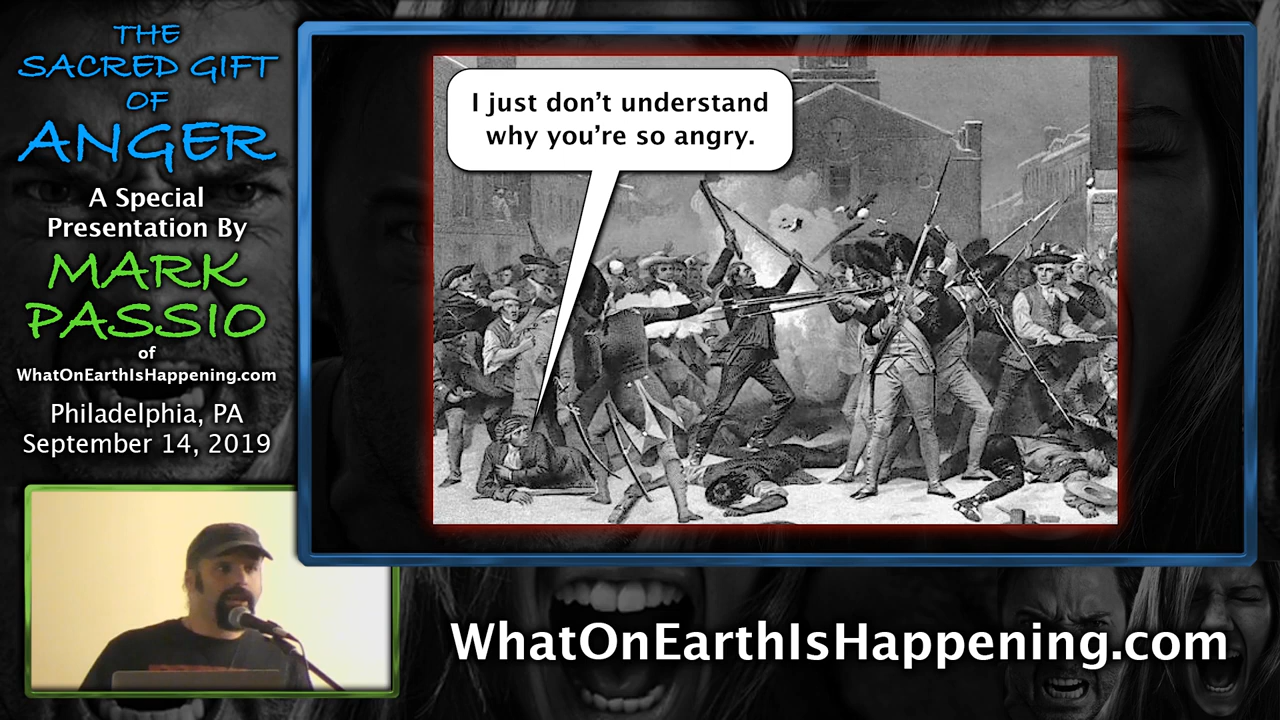 THE
SACRED GIFT
OF
ANGER
A Special
Presentation By
MARK
PASSIO
of
WhatOnEarthIsHappening.com
Philadelphia, PA
September 14, 2019
I just don’t understand
why you’re so angry.
WhatOnEarthIsHappening.com